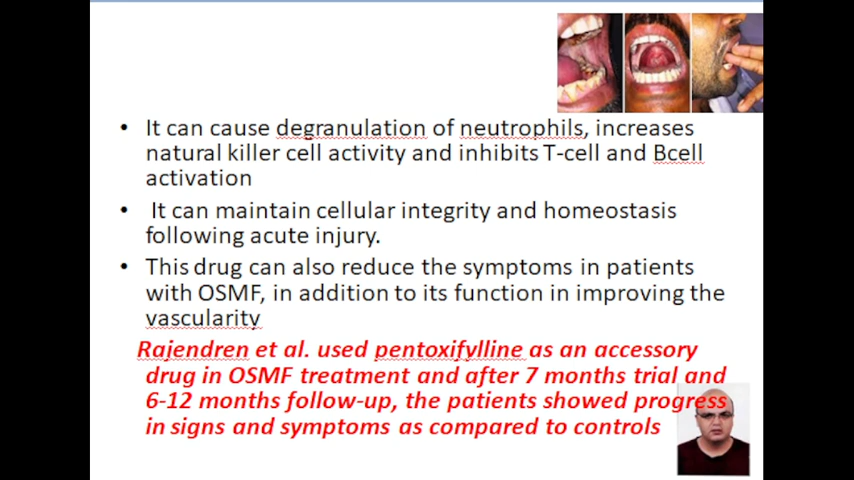 • It can cause degranulation of neutrophils, increases
natural killer cell activity and inhibits T-cell and Bcell
activation
• It can maintain cellular integrity and homeostasis
following acute injury.
• This drug can also reduce the symptoms in patients
with OSMF, in addition to its function in improving the
vascularity
Rajendren et al. used pentoxifylline as an accessory
drug in OSMF treatment and after 7 months trial and
6-12 months follow-up, the patients showed progress
in signs and symptoms as compared to controls